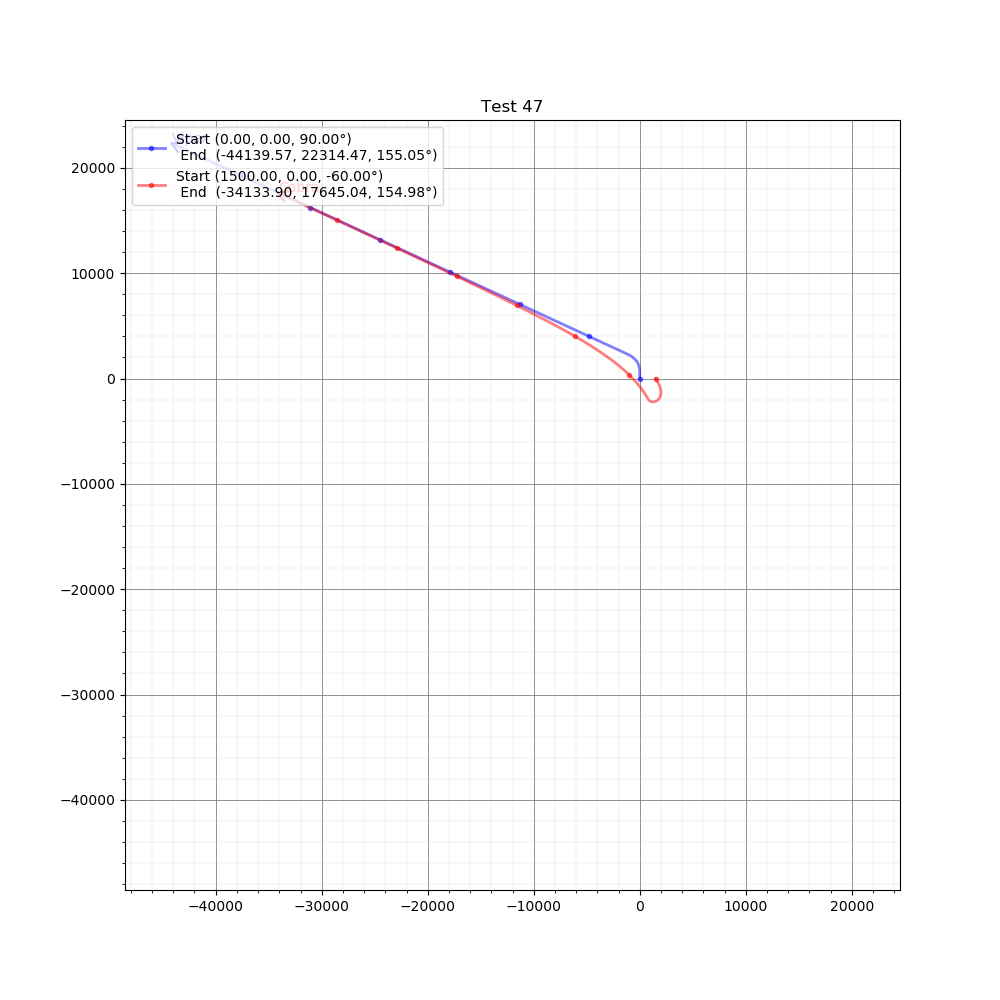 Test 47
Start (0.00, 0.00, 90.00°)
End (-44139.57, 22314.47, 155.05°)
Start (1500.00, 0.00, -60.00°)
End (-34133.90, 17645.04, 154.98°)
20000
10000
0
−10000
−20000
−30000
−40000
−40000 −30000 −20000 −10000 0 10000 20000